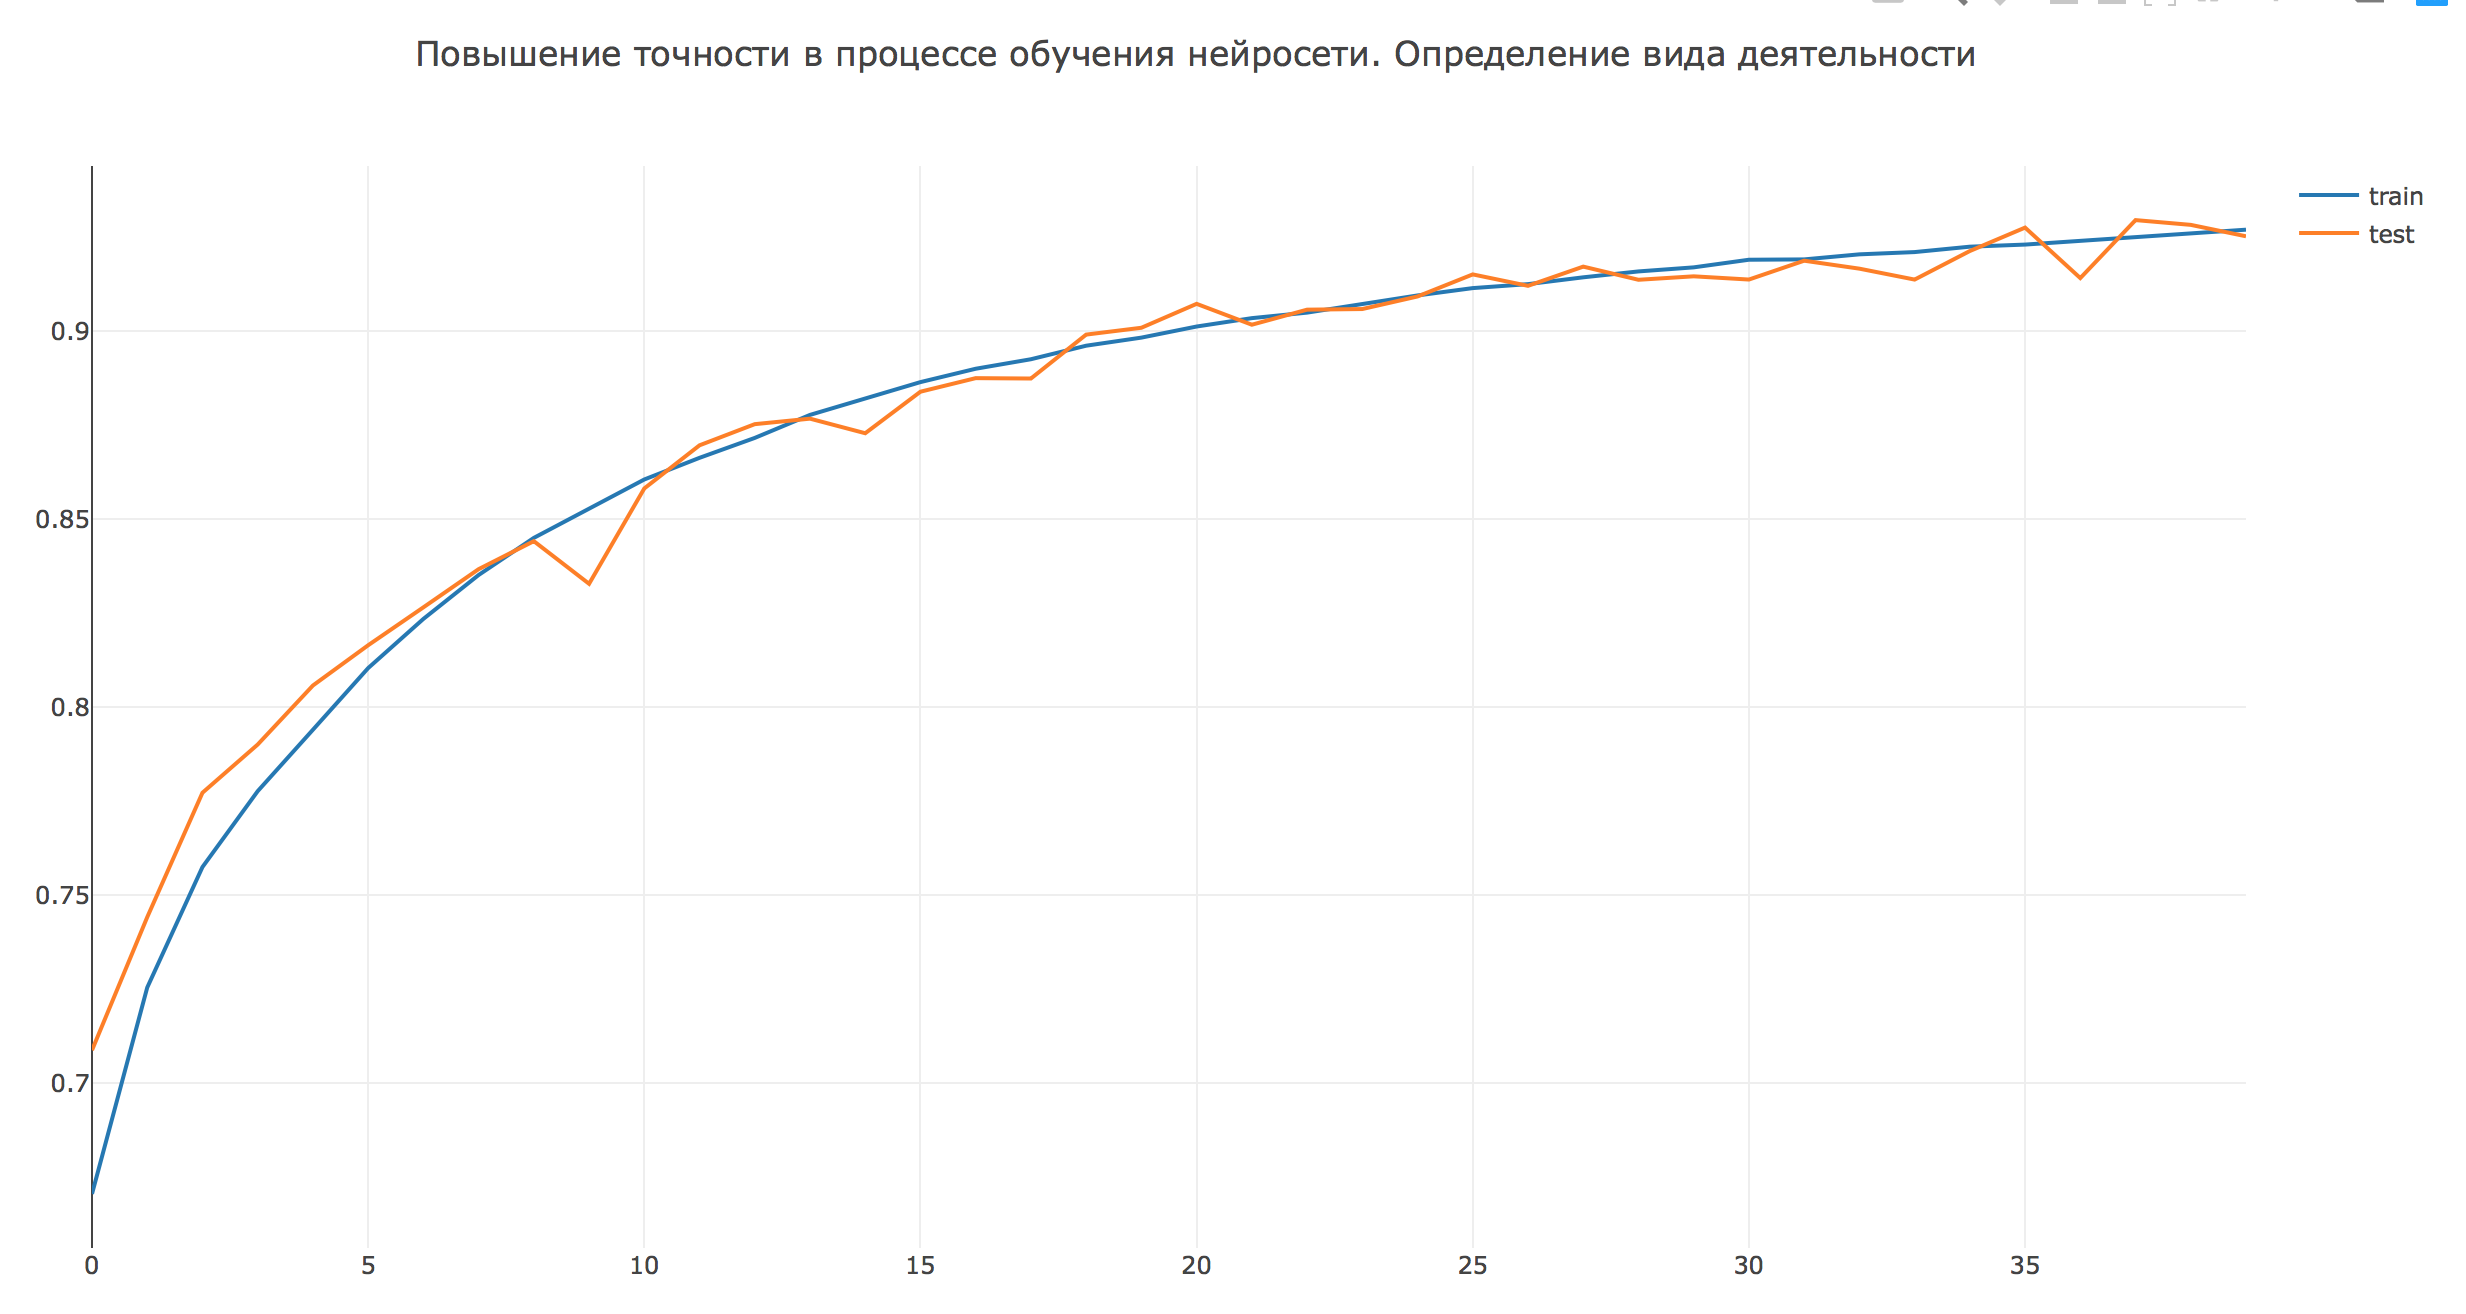 Повышение точности в процессе обучения нейросети. Определение вида деятельности
train
test
0.9
0.85
0.8
0.75
0.7
0 5 10 15 20 25 30 35